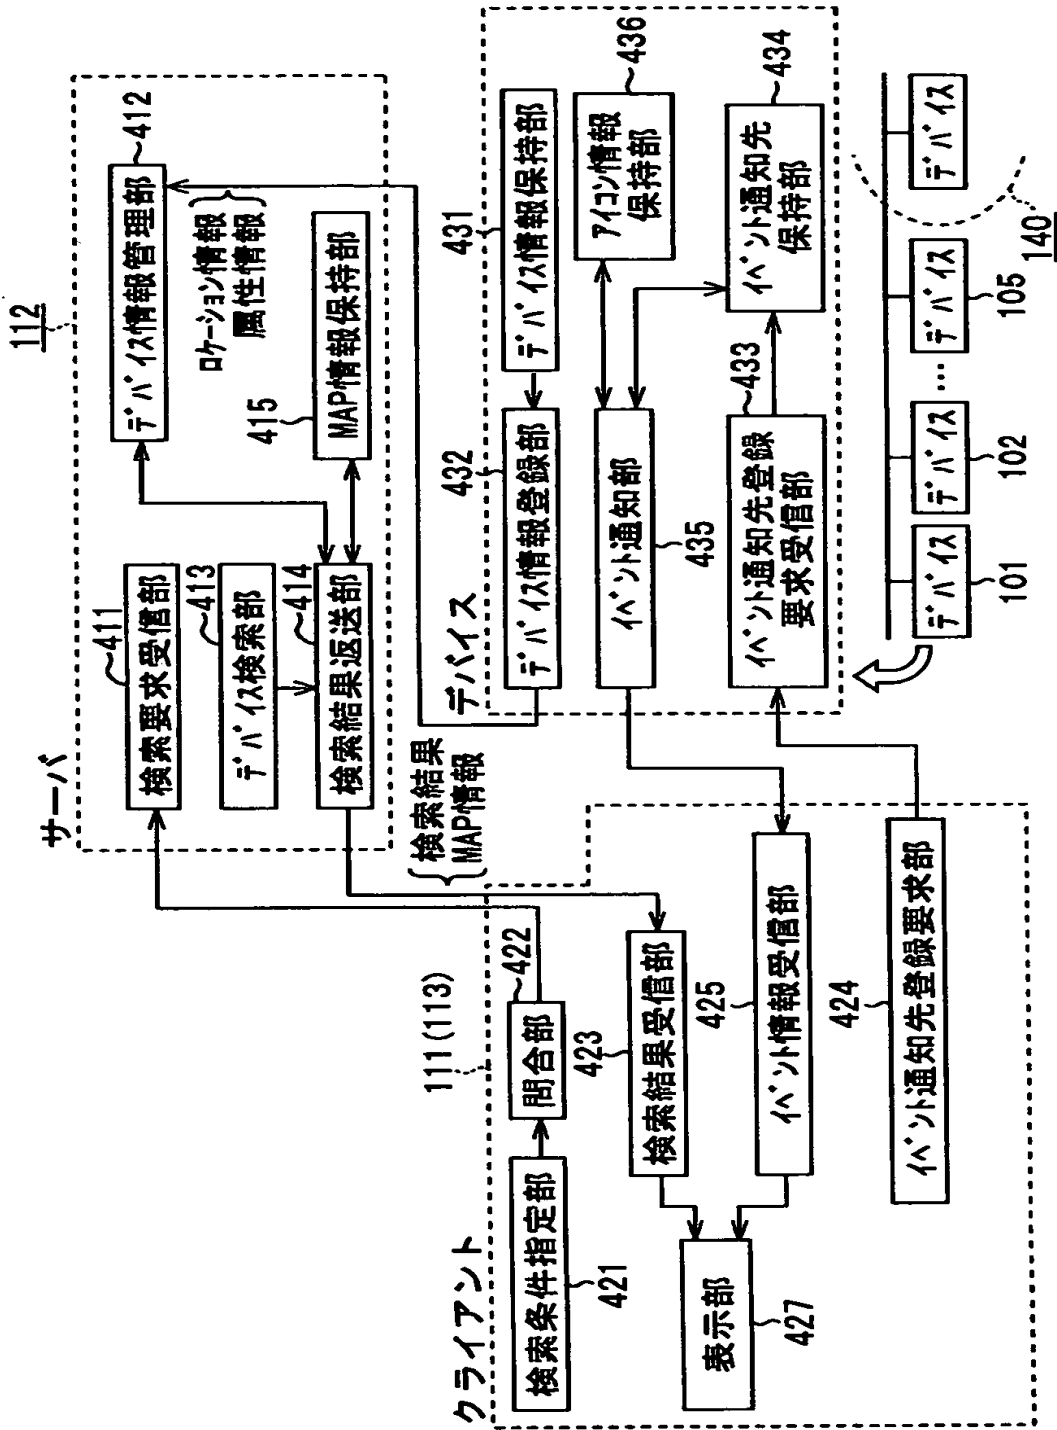 サーバ
112
検索要求受信部
411
デバイス情報管理部
412
デバイス検索部
413
ロケーション情報
属性情報
検索結果返送部
414
MAP情報保持部
415
検索結果
MAP情報
クライアント
111(113)
検索条件指定部
421
問合部
422
検索結果受信部
423
イベント情報受信部
425
表示部
427
イベント通知先登録要求部
424
デバイス
デバイス情報登録部
432
デバイス情報保持部
431
イベント通知部
435
アイコン情報
保持部
436
イベント通知先登録
要求受信部
433
イベント通知先
保持部
434
デバイス
101
デバイス
102
...
デバイス
105
デバイス
140